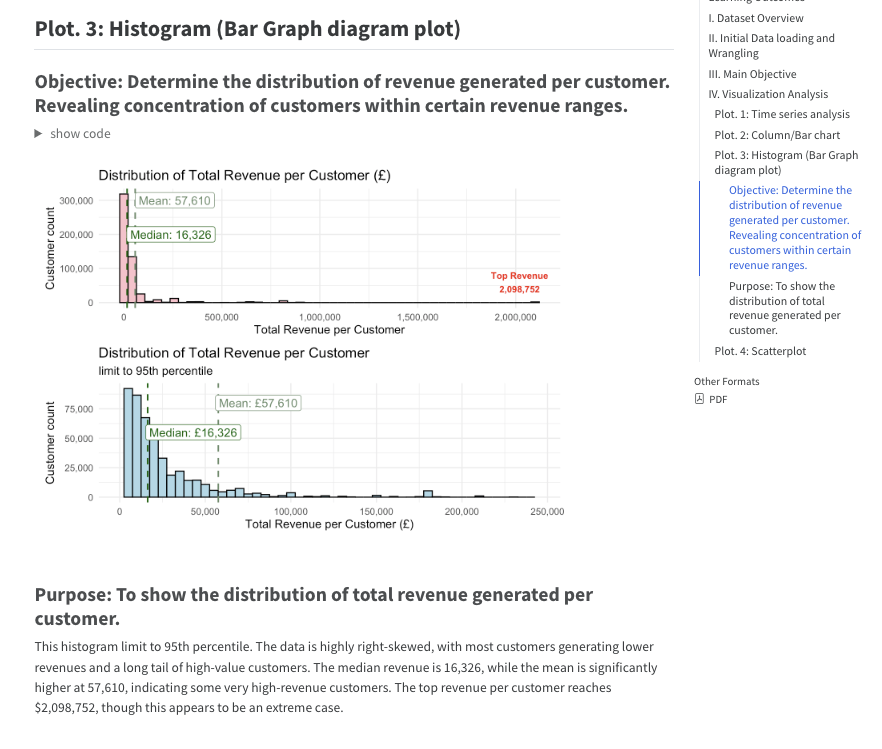 Plot. 3: Histogram (Bar Graph diagram plot)
Objective: Determine the distribution of revenue generated per customer.
Revealing concentration of customers within certain revenue ranges.
show code
Distribution of Total Revenue per Customer (£)
Customer count
300,000
200,000
100,000
0
Mean: 57,610
Median: 16,326
Top Revenue
2,098,752
0
500,000
1,000,000
1,500,000
2,000,000
Total Revenue per Customer
Distribution of Total Revenue per Customer
limit to 95th percentile
Customer count
75,000
50,000
25,000
0
Mean: £57,610
Median: £16,326
0
50,000
100,000
150,000
200,000
250,000
Total Revenue per Customer (£)
Purpose: To show the distribution of total revenue generated per
customer.
This histogram limit to 95th percentile. The data is highly right-skewed, with most customers generating lower
revenues and a long tail of high-value customers. The median revenue is 16,326, while the mean is significantly
higher at 57,610, indicating some very high-revenue customers. The top revenue per customer reaches
$2,098,752, though this appears to be an extreme case.
I. Dataset Overview
II. Initial Data loading and
Wrangling
III. Main Objective
IV. Visualization Analysis
Plot. 1: Time series analysis
Plot. 2: Column/Bar chart
Plot. 3: Histogram (Bar Graph
diagram plot)
Objective: Determine the
distribution of revenue
generated per customer.
Revealing concentration of
customers within certain
revenue ranges.
Purpose: To show the
distribution of total
revenue generated per
customer.
Plot. 4: Scatterplot
Other Formats
PDF